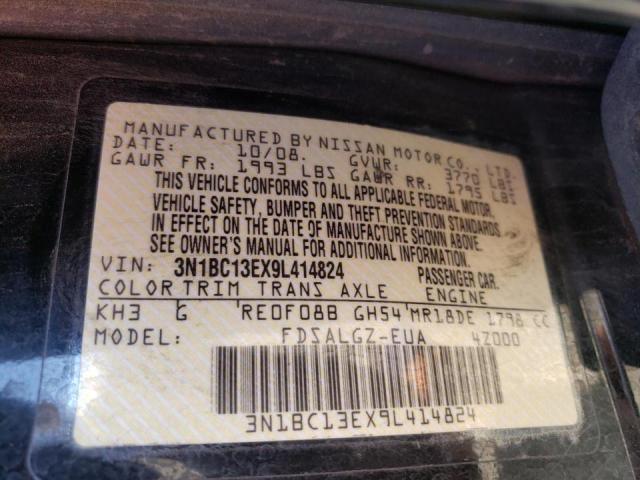 MANUFACTURED BY NISSAN MOTOR CO., LTD.
DATE: 10/08. GVWR: 3770 LBS
GAWR FR: 1993 LBS GAWR RR: 1795 LBS
THIS VEHICLE CONFORMS TO ALL APPLICABLE FEDERAL MOTOR
VEHICLE SAFETY, BUMPER AND THEFT PREVENTION STANDARDS
IN EFFECT ON THE DATE OF MANUFACTURE SHOWN ABOVE.
SEE OWNER'S MANUAL FOR ADDITIONAL INFORMATION.
VIN: 3N1BC13EX9L414824 PASSENGER CAR.
COLOR TRIM TRANS AXLE ENGINE
KH3 G RE0F08B GH54 MR18DE 1798 CC
FDSALGZ-EUA 4Z000
3N1BC13EX9L414824